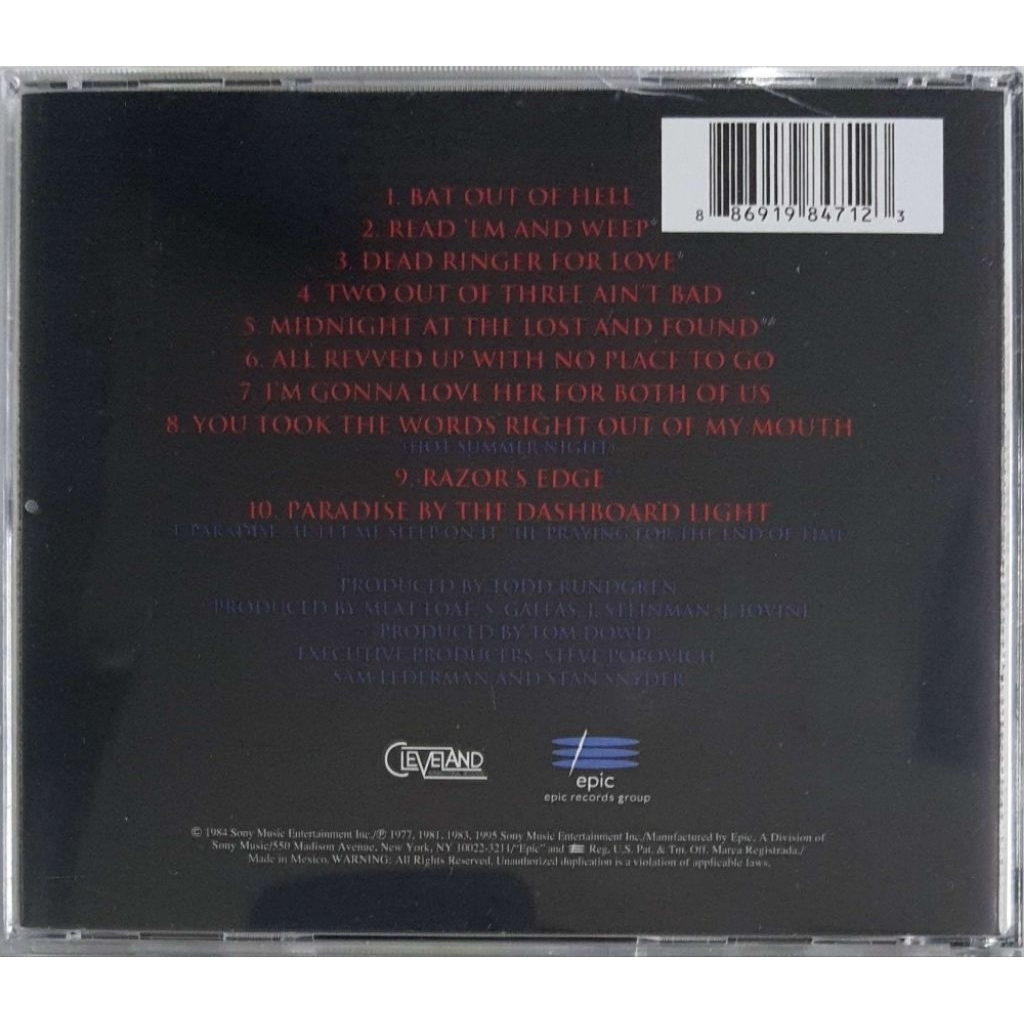 8 86919 84712 3
1. BAT OUT OF HELL
2. READ 'EM AND WEEP*
3. DEAD RINGER FOR LOVE*
4. TWO OUT OF THREE AIN'T BAD
5. MIDNIGHT AT THE LOST AND FOUND**
6. ALL REVVED UP WITH NO PLACE TO GO
7. I'M GONNA LOVE HER FOR BOTH OF US
8. YOU TOOK THE WORDS RIGHT OUT OF MY MOUTH
(HOT SUMMER NIGHT)
9. RAZOR'S EDGE
10. PARADISE BY THE DASHBOARD LIGHT
I. PARADISE II. LET ME SLEEP ON IT III. PRAYING FOR THE END OF TIME
PRODUCED BY TODD RUNDGREN
PRODUCED BY MEAT LOAF, S. GALFAS, J. STEINMAN, J. IOVINE
PRODUCED BY TOM DOWD
EXECUTIVE PRODUCERS: STEVE POPOVICH
SAM LEDERMAN AND STAN SNYDER
CLEVELAND
epic
epic records group
© 1984 Sony Music Entertainment Inc./℗ 1977, 1981, 1983, 1995 Sony Music Entertainment Inc./Manufactured by Epic, A Division of
Sony Music/550 Madison Avenue, New York, NY 10022-3211/"Epic" and Reg. U.S. Pat. & Tm. Off. Marca Registrada./
Made in Mexico. WARNING: All Rights Reserved. Unauthorized duplication is a violation of applicable laws.